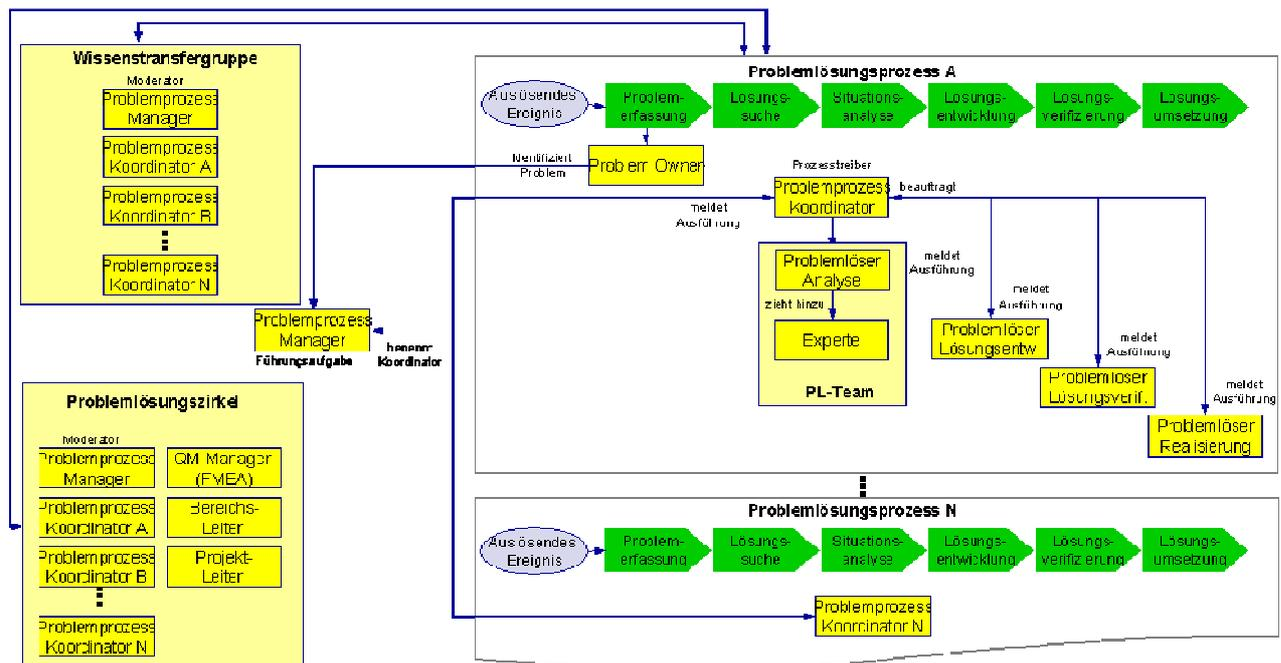 Wissenstransfergruppe
Moderator
Problemprozess
Manager
Problemprozess
Koordinator A
Problemprozess
Koordinator B
Problemprozess
Koordinator N
Problemlösungsprozess A
Auslösendes
Ereignis
Problem-
erfassung
Lösungs-
suche
Situations-
analyse
Lösungs-
entwicklung
Lösungs-
verifizierung
Lösungs-
umsetzung
Identifiziert
Problem
Problem Owner
Prozesstreiber
Problemprozess
Koordinator
beauftragt
meldet
Ausführung
Problemlöser
Analyse
zieht hinzu
Experte
PL-Team
meldet
Ausführung
meldet
Ausführung
Problemlöser
Lösungsentw.
meldet
Ausführung
Problemlöser
Lösungsverif.
meldet
Ausführung
Problemlöser
Realisierung
Problemprozess
Manager
Führungsaufgabe
benennt
Koordinator
Problemlösungszirkel
Moderator
Problemprozess
Manager
QM Manager
(FMEA)
Problemprozess
Koordinator A
Bereichs-
Leiter
Problemprozess
Koordinator B
Projekt-
Leiter
Problemprozess
Koordinator N
Problemlösungsprozess N
Auslösendes
Ereignis
Problem-
erfassung
Lösungs-
suche
Situations-
analyse
Lösungs-
entwicklung
Lösungs-
verifizierung
Lösungs-
umsetzung
Problemprozess
Koordinator N